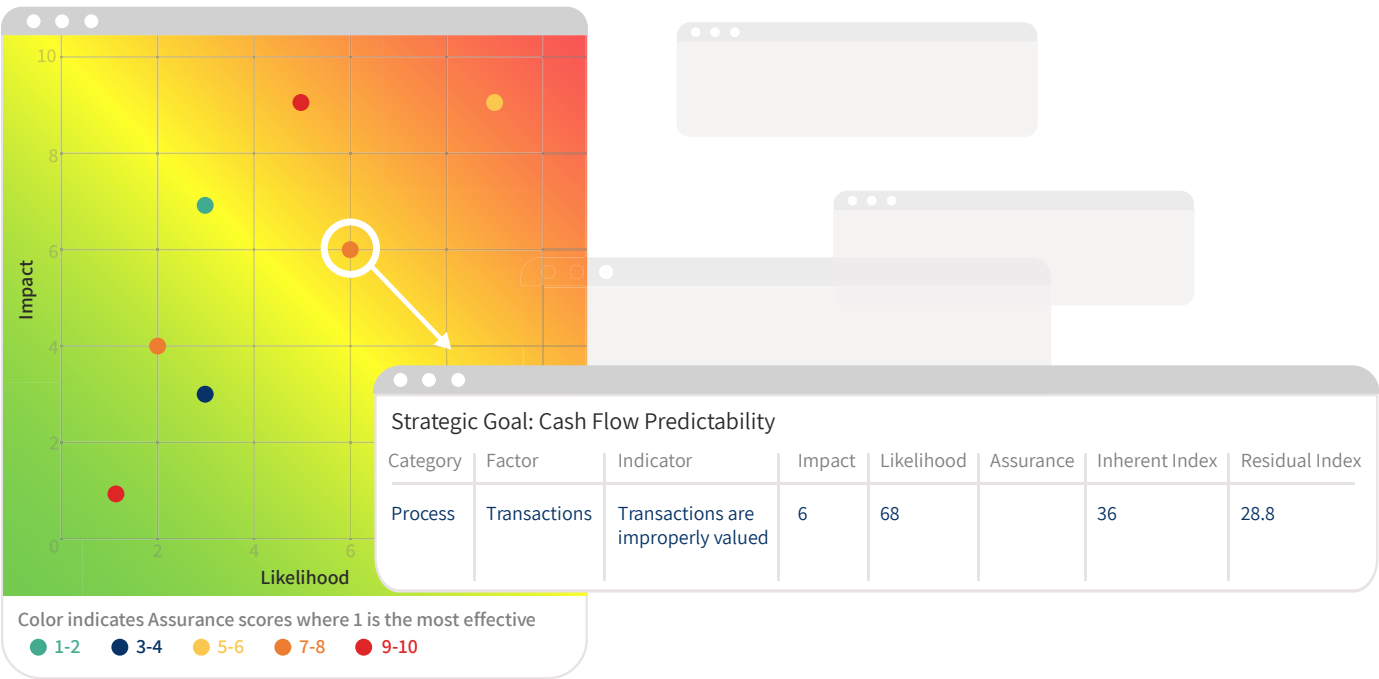 10
8
6
4
2
0
2
4
6
Impact
Likelihood
Color indicates Assurance scores where 1 is the most effective
1-2 3-4 5-6 7-8 9-10
Strategic Goal: Cash Flow Predictability
Category Factor Indicator Impact Likelihood Assurance Inherent Index Residual Index
Process Transactions Transactions are 6 68 36 28.8
improperly valued